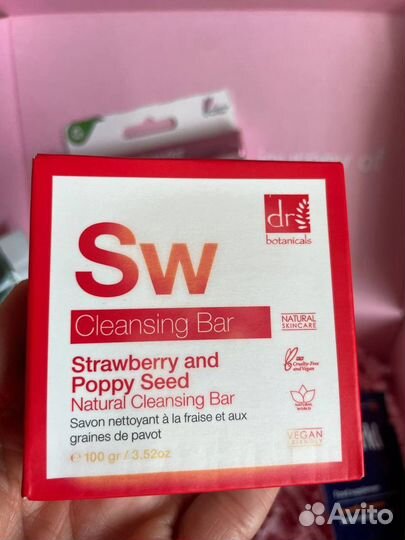 Sw
dr
botanicals
Cleansing Bar
NATURAL
SKINCARE
Strawberry and
Poppy Seed
Natural Cleansing Bar
Cruelty-Free
and Vegan
Savon nettoyant à la fraise et aux
graines de pavot
NATURAL
WORLD
VEGAN
FRIENDLY
℮ 100 gr / 3.52oz
Avito